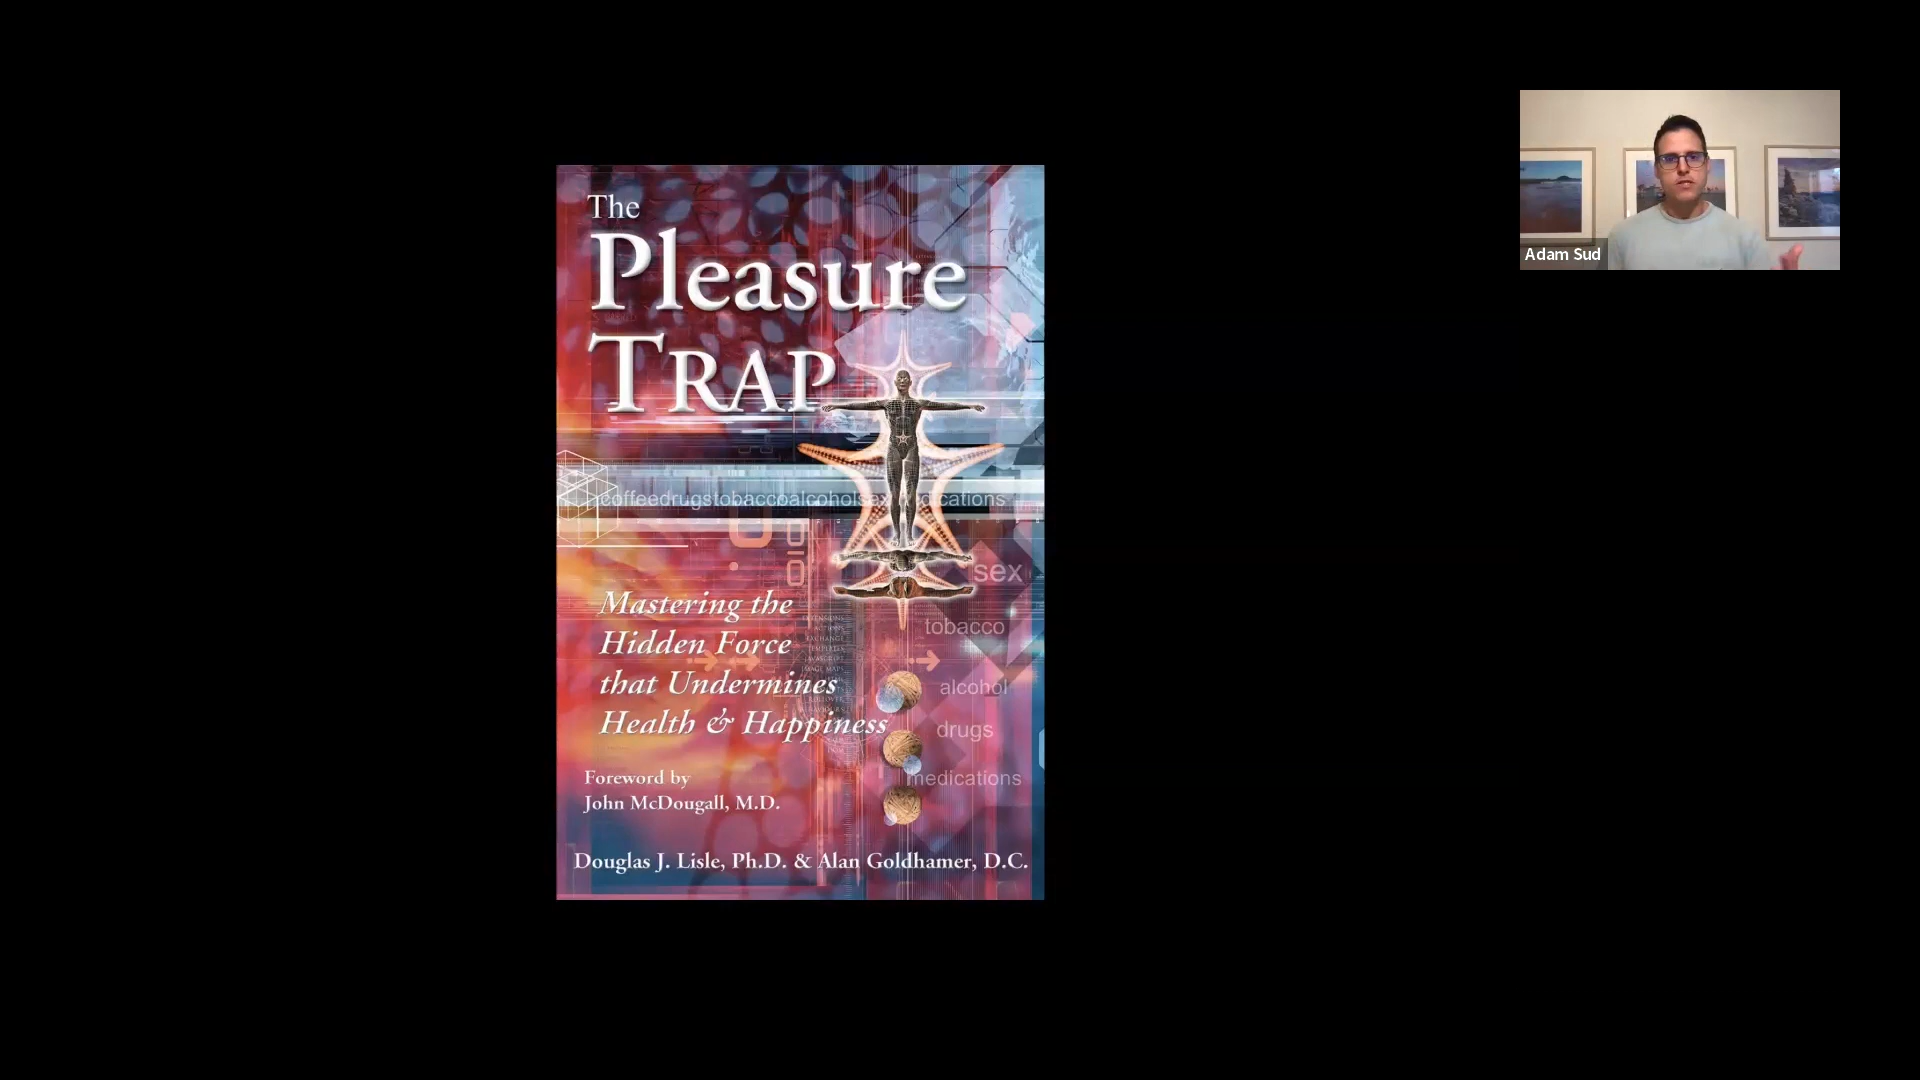 The
Pleasure
TRAP
coffeedrugstobaccoalcoholsex medications
sex
tobacco
alcohol
drugs
medications
Mastering the
Hidden Force
that Undermines
Health & Happiness
Foreword by
John McDougall, M.D.
Douglas J. Lisle, Ph.D. & Alan Goldhamer, D.C.
Adam Sud